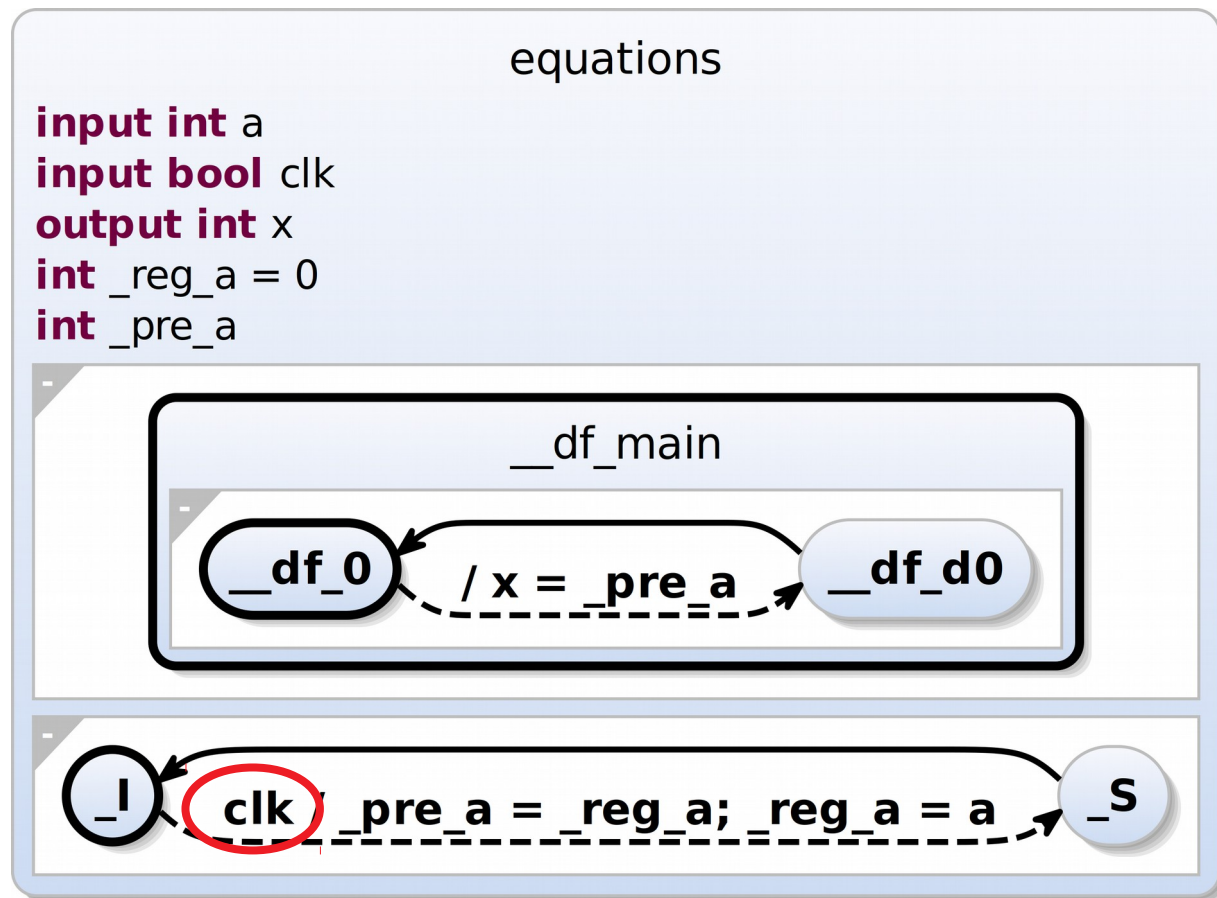 equations
input int a
input bool clk
output int x
int _reg_a = 0
int _pre_a
-
__df_main
-
__df_0
/ x = _pre_a
__df_d0
-
_I
clk / _pre_a = _reg_a; _reg_a = a
_S